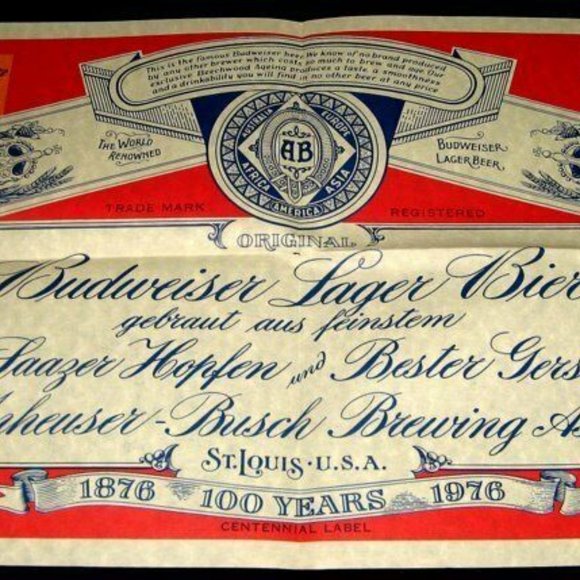 This is the famous Budweiser beer. We know of no brand produced
by any other brewer which costs so much to brew and age. Our
exclusive Beechwood Ageing produces a taste, a smoothness
and a drinkability you will find in no other beer at any price
THE WORLD
RENOWNED
AUSTRALIA EUROPE
AB
AFRICA ASIA
AMERICA
BUDWEISER
LAGER BEER.
TRADE MARK
REGISTERED
ORIGINAL
Budweiser Lager Bier
gebraut aus feinstem
Saazer Hopfen und Bester Gers
nheuser-Busch Brewing As
ST. LOUIS · U.S.A.
1876 100 YEARS 1976
CENTENNIAL LABEL